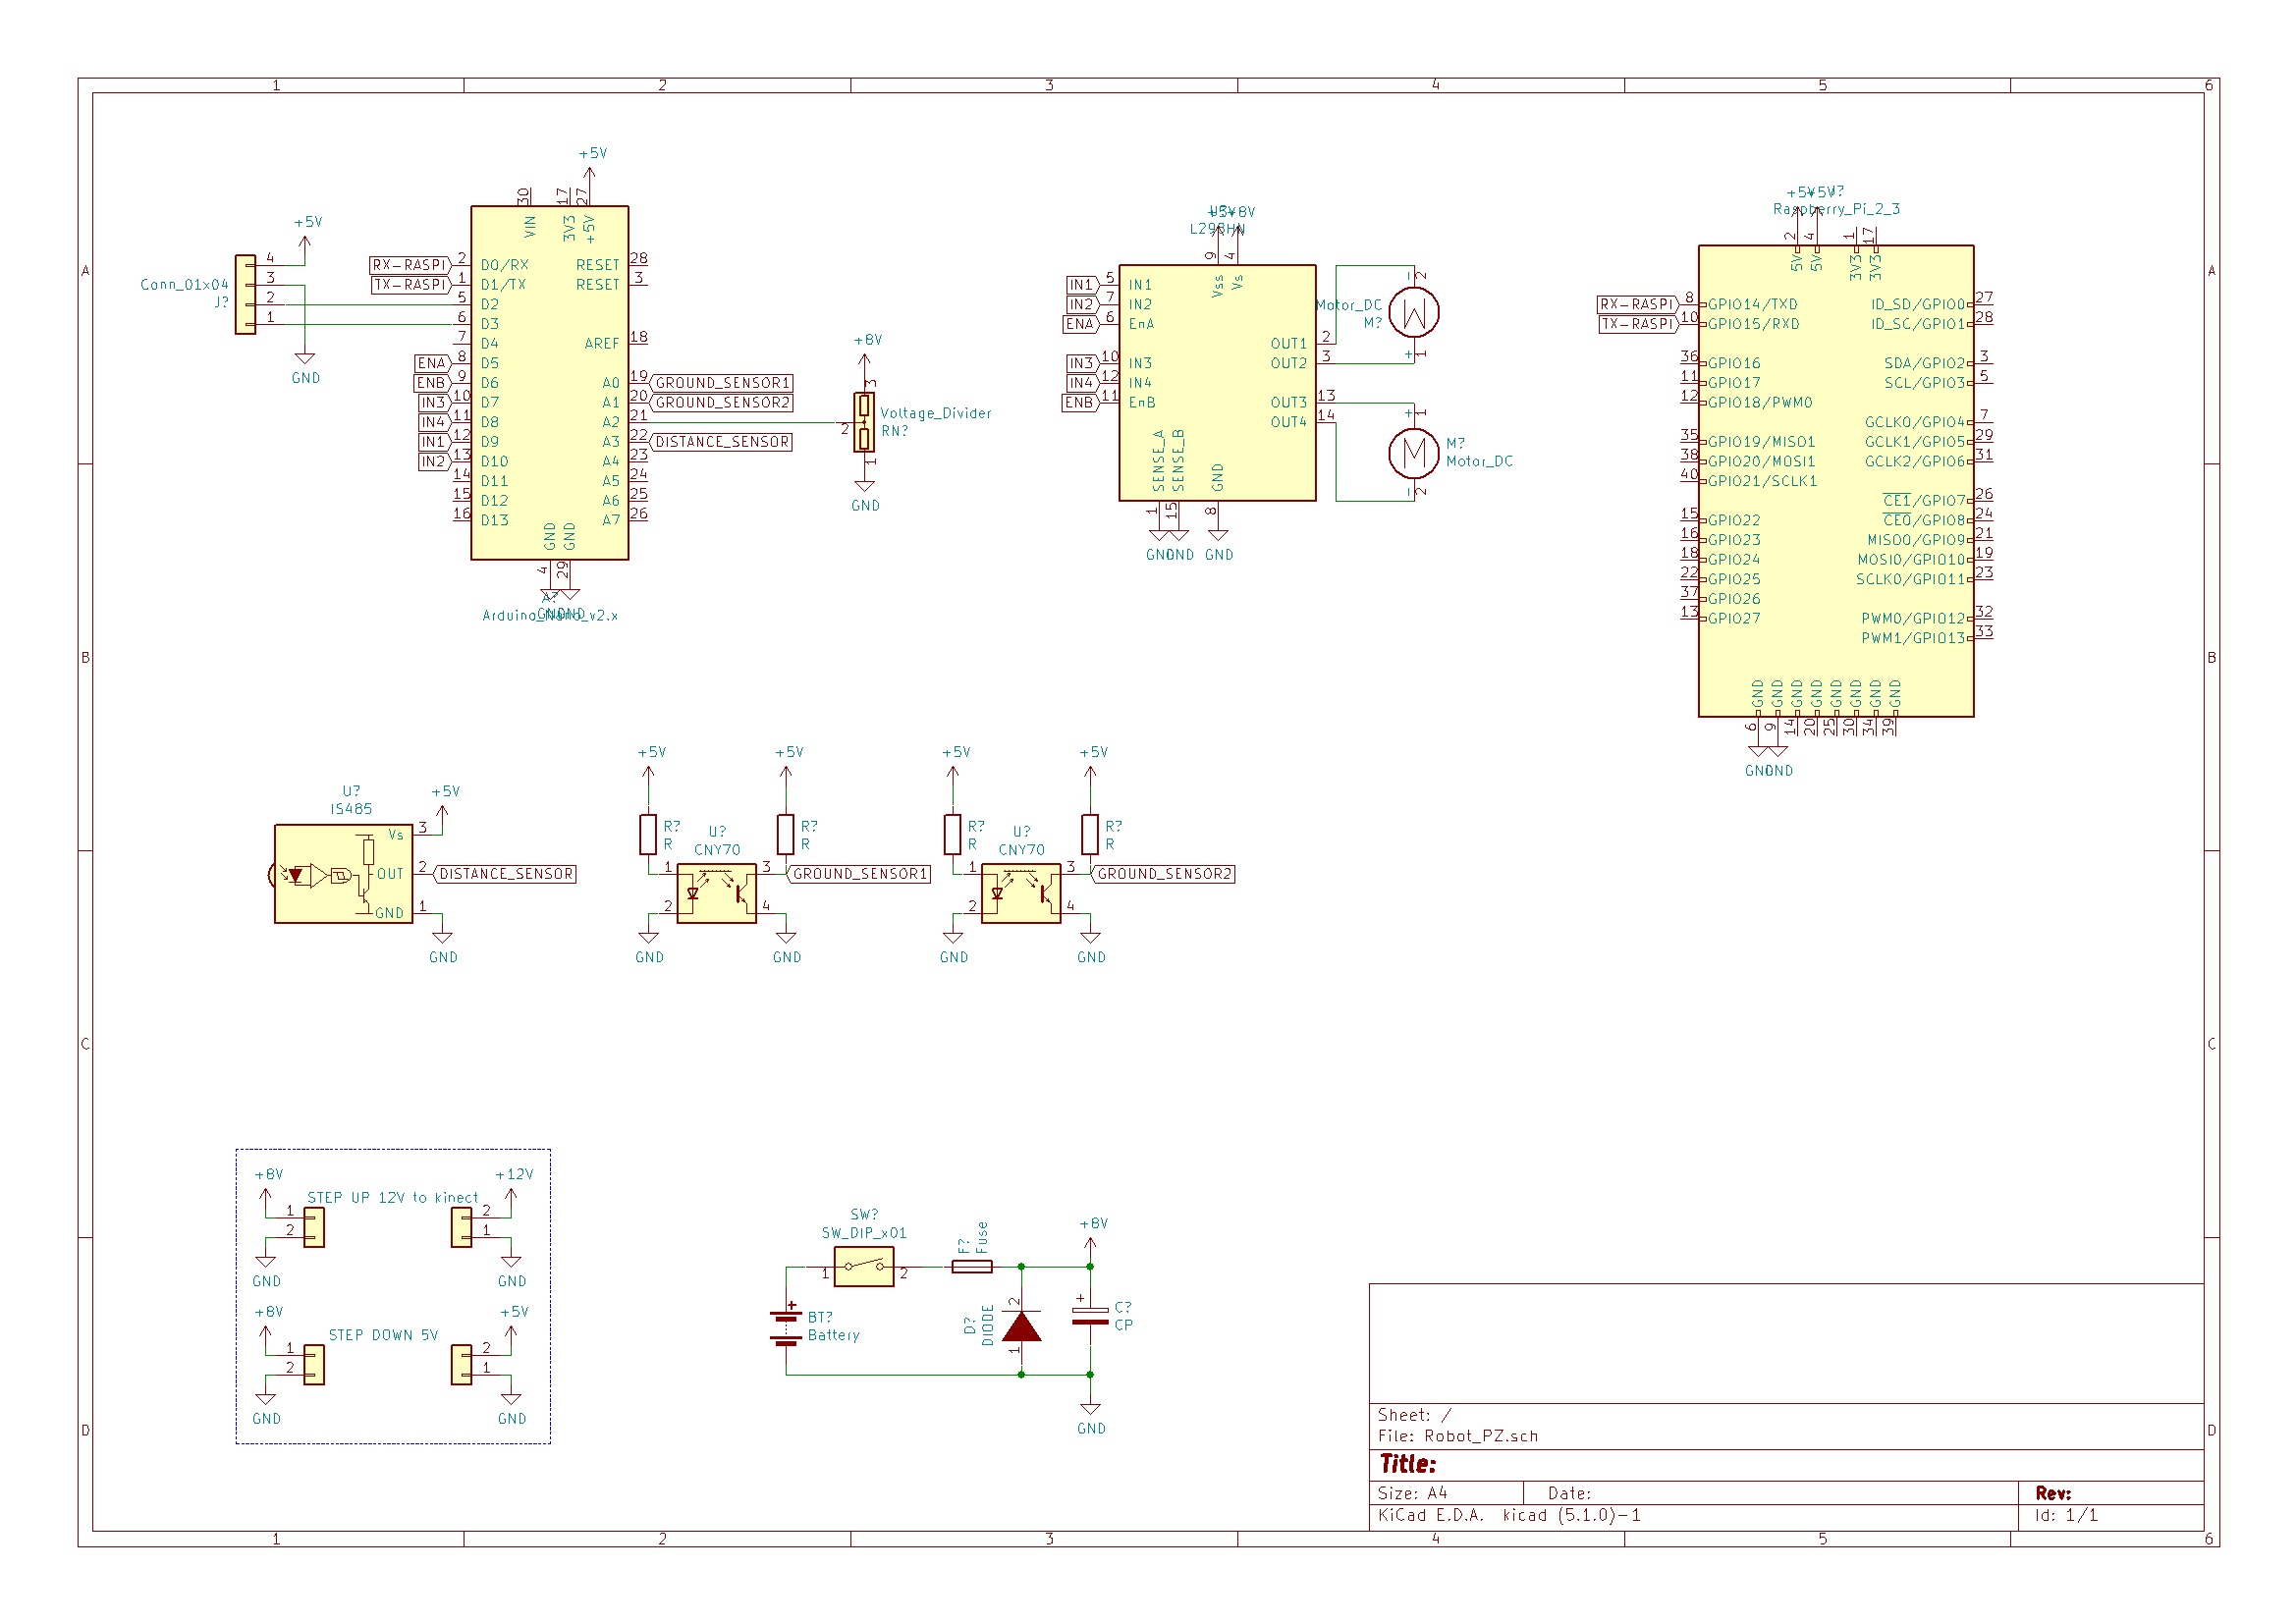 1 2 3 4 5 6
A
B
C
D
A
B
C
D
1 2 3 4 5 6
+5V
Conn_01x04
J?
4
3
2
1
GND
+5V
30
17
27
VIN
3V3
+5V
RX-RASPI 2 D0/RX
TX-RASPI 1 D1/TX
5 D2
6 D3
7 D4
ENA 8 D5
ENB 9 D6
IN3 10 D7
IN4 11 D8
IN1 12 D9
IN2 13 D10
14 D11
15 D12
16 D13
RESET 28
RESET 3
AREF 18
A0 19 GROUND_SENSOR1
A1 20 GROUND_SENSOR2
A2 21
A3 22 DISTANCE_SENSOR
A4 23
A5 24
A6 25
A7 26
GND
GND
4
29
A?
GND
GND
Arduino_Nano_v2.x
+8V
3
Voltage_Divider
RN?
2
1
GND
U?
+5V
+8V
L298HN
9
4
Vss
Vs
IN1 5 IN1
IN2 7 IN2
ENA 6 EnA
IN3 10 IN3
IN4 12 IN4
ENB 11 EnB
OUT1 2
OUT2 3
OUT3 13
OUT4 14
SENSE_A
SENSE_B
GND
1
15
8
GND
GND
GND
Motor_DC
M?
- 2
M
+ 1
+ 1
M
- 2
M?
Motor_DC
+5V
+5V
J?
Raspberry_Pi_2_3
2
4
1
17
5V
5V
3V3
3V3
RX-RASPI 8 GPIO14/TXD
TX-RASPI 10 GPIO15/RXD
36 GPIO16
11 GPIO17
12 GPIO18/PWM0
35 GPIO19/MISO1
38 GPIO20/MOSI1
40 GPIO21/SCLK1
15 GPIO22
16 GPIO23
18 GPIO24
22 GPIO25
37 GPIO26
13 GPIO27
ID_SD/GPIO0 27
ID_SC/GPIO1 28
SDA/GPIO2 3
SCL/GPIO3 5
GCLK0/GPIO4 7
GCLK1/GPIO5 29
GCLK2/GPIO6 31
CE1/GPIO7 26
CE0/GPIO8 24
MISO0/GPIO9 21
MOSI0/GPIO10 19
SCLK0/GPIO11 23
PWM0/GPIO12 32
PWM1/GPIO13 33
GND GND GND GND GND GND GND GND
6 9 14 20 25 30 34 39
GND
GND
U?
IS485
+5V
Vs 3
OUT 2 DISTANCE_SENSOR
GND 1
GND
+5V
+5V
R?
R
R?
R
U?
CNY70
1
2
3
4
GROUND_SENSOR1
GND
GND
+5V
+5V
R?
R
R?
R
U?
CNY70
1
2
3
4
GROUND_SENSOR2
GND
GND
+8V
+12V
STEP UP 12V to kinect
1
2
2
1
GND
GND
+8V
+5V
STEP DOWN 5V
1
2
2
1
GND
GND
SW?
SW_DIP_x01
1
2
F?
Fuse
+8V
+
BT?
Battery
2
D?
DIODE
1
+
C?
CP
GND
Sheet: /
File: Robot_PZ.sch
Title:
Size: A4 Date: Rev:
KiCad E.D.A. kicad (5.1.0)-1 Id: 1/1